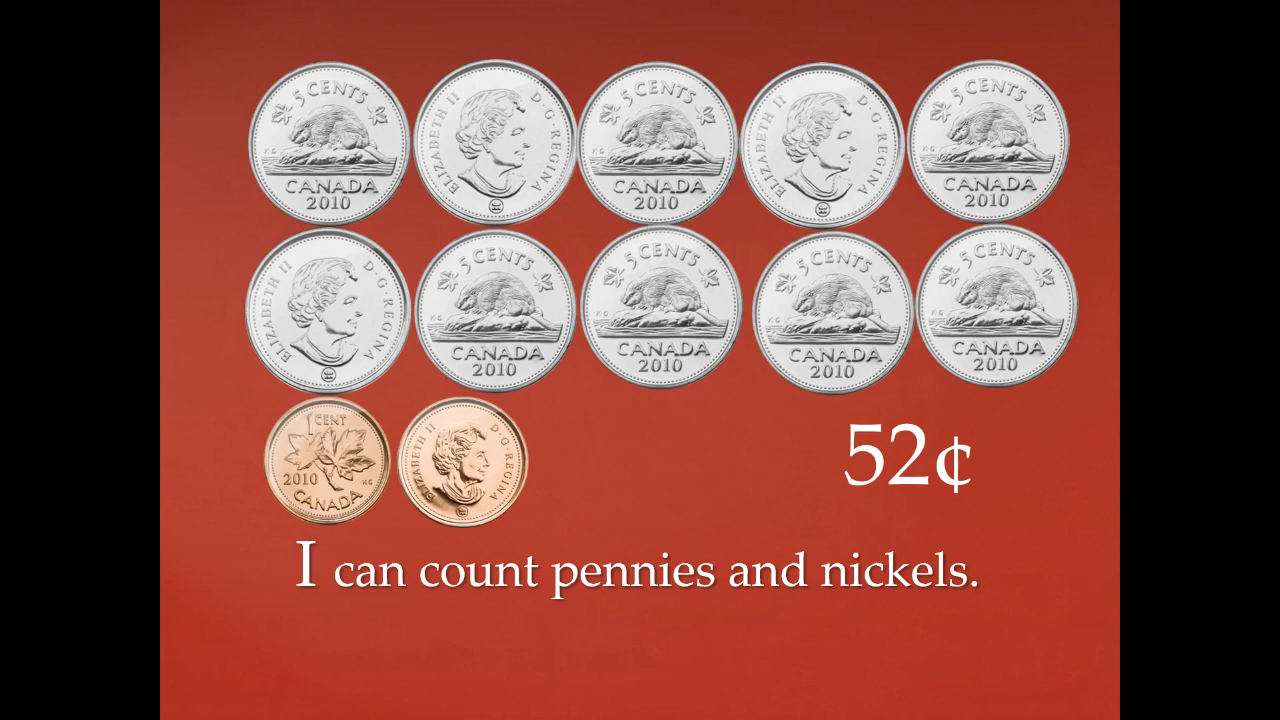 5 CENTS CANADA 2010
ELIZABETH II D·G·REGINA
5 CENTS CANADA 2010
ELIZABETH II D·G·REGINA
5 CENTS CANADA 2010
ELIZABETH II D·G·REGINA
5 CENTS CANADA 2010
5 CENTS CANADA 2010
5 CENTS CANADA 2010
5 CENTS CANADA 2010
1 CENT 2010 KG CANADA
ELIZABETH II D·G·REGINA
52¢
I can count pennies and nickels.